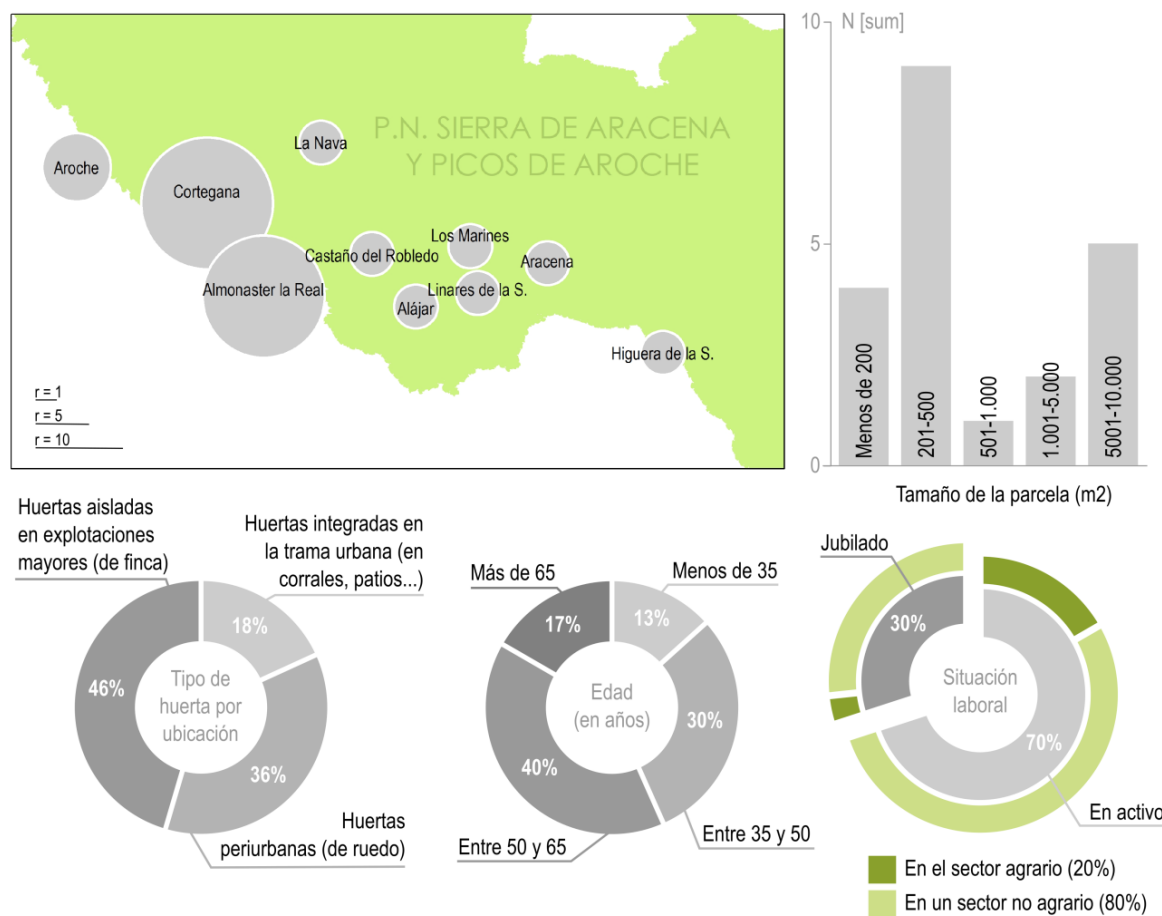 P.N. SIERRA DE ARACENA
Y PICOS DE AROCHE
La Nava
Aroche
Cortegana
Los Marines
Castaño del Robledo
Aracena
Almonaster la Real
Linares de la S.
Alájar
Higuera de la S.
r = 1
r = 5
r = 10
10
N [sum]
5
0
Menos de 200
201-500
501-1.000
1.001-5.000
5001-10.000
Tamaño de la parcela (m2)
Huertas aisladas
en explotaciones
mayores (de finca)
Huertas integradas en
la trama urbana (en
corrales, patios...)
18%
46%
36%
Tipo de
huerta por
ubicación
Huertas
periurbanas (de ruedo)
Más de 65
Menos de 35
17%
13%
30%
40%
Edad
(en años)
Entre 50 y 65
Entre 35 y 50
Jubilado
30%
Situación
laboral
70%
En activo
En el sector agrario (20%)
En un sector no agrario (80%)